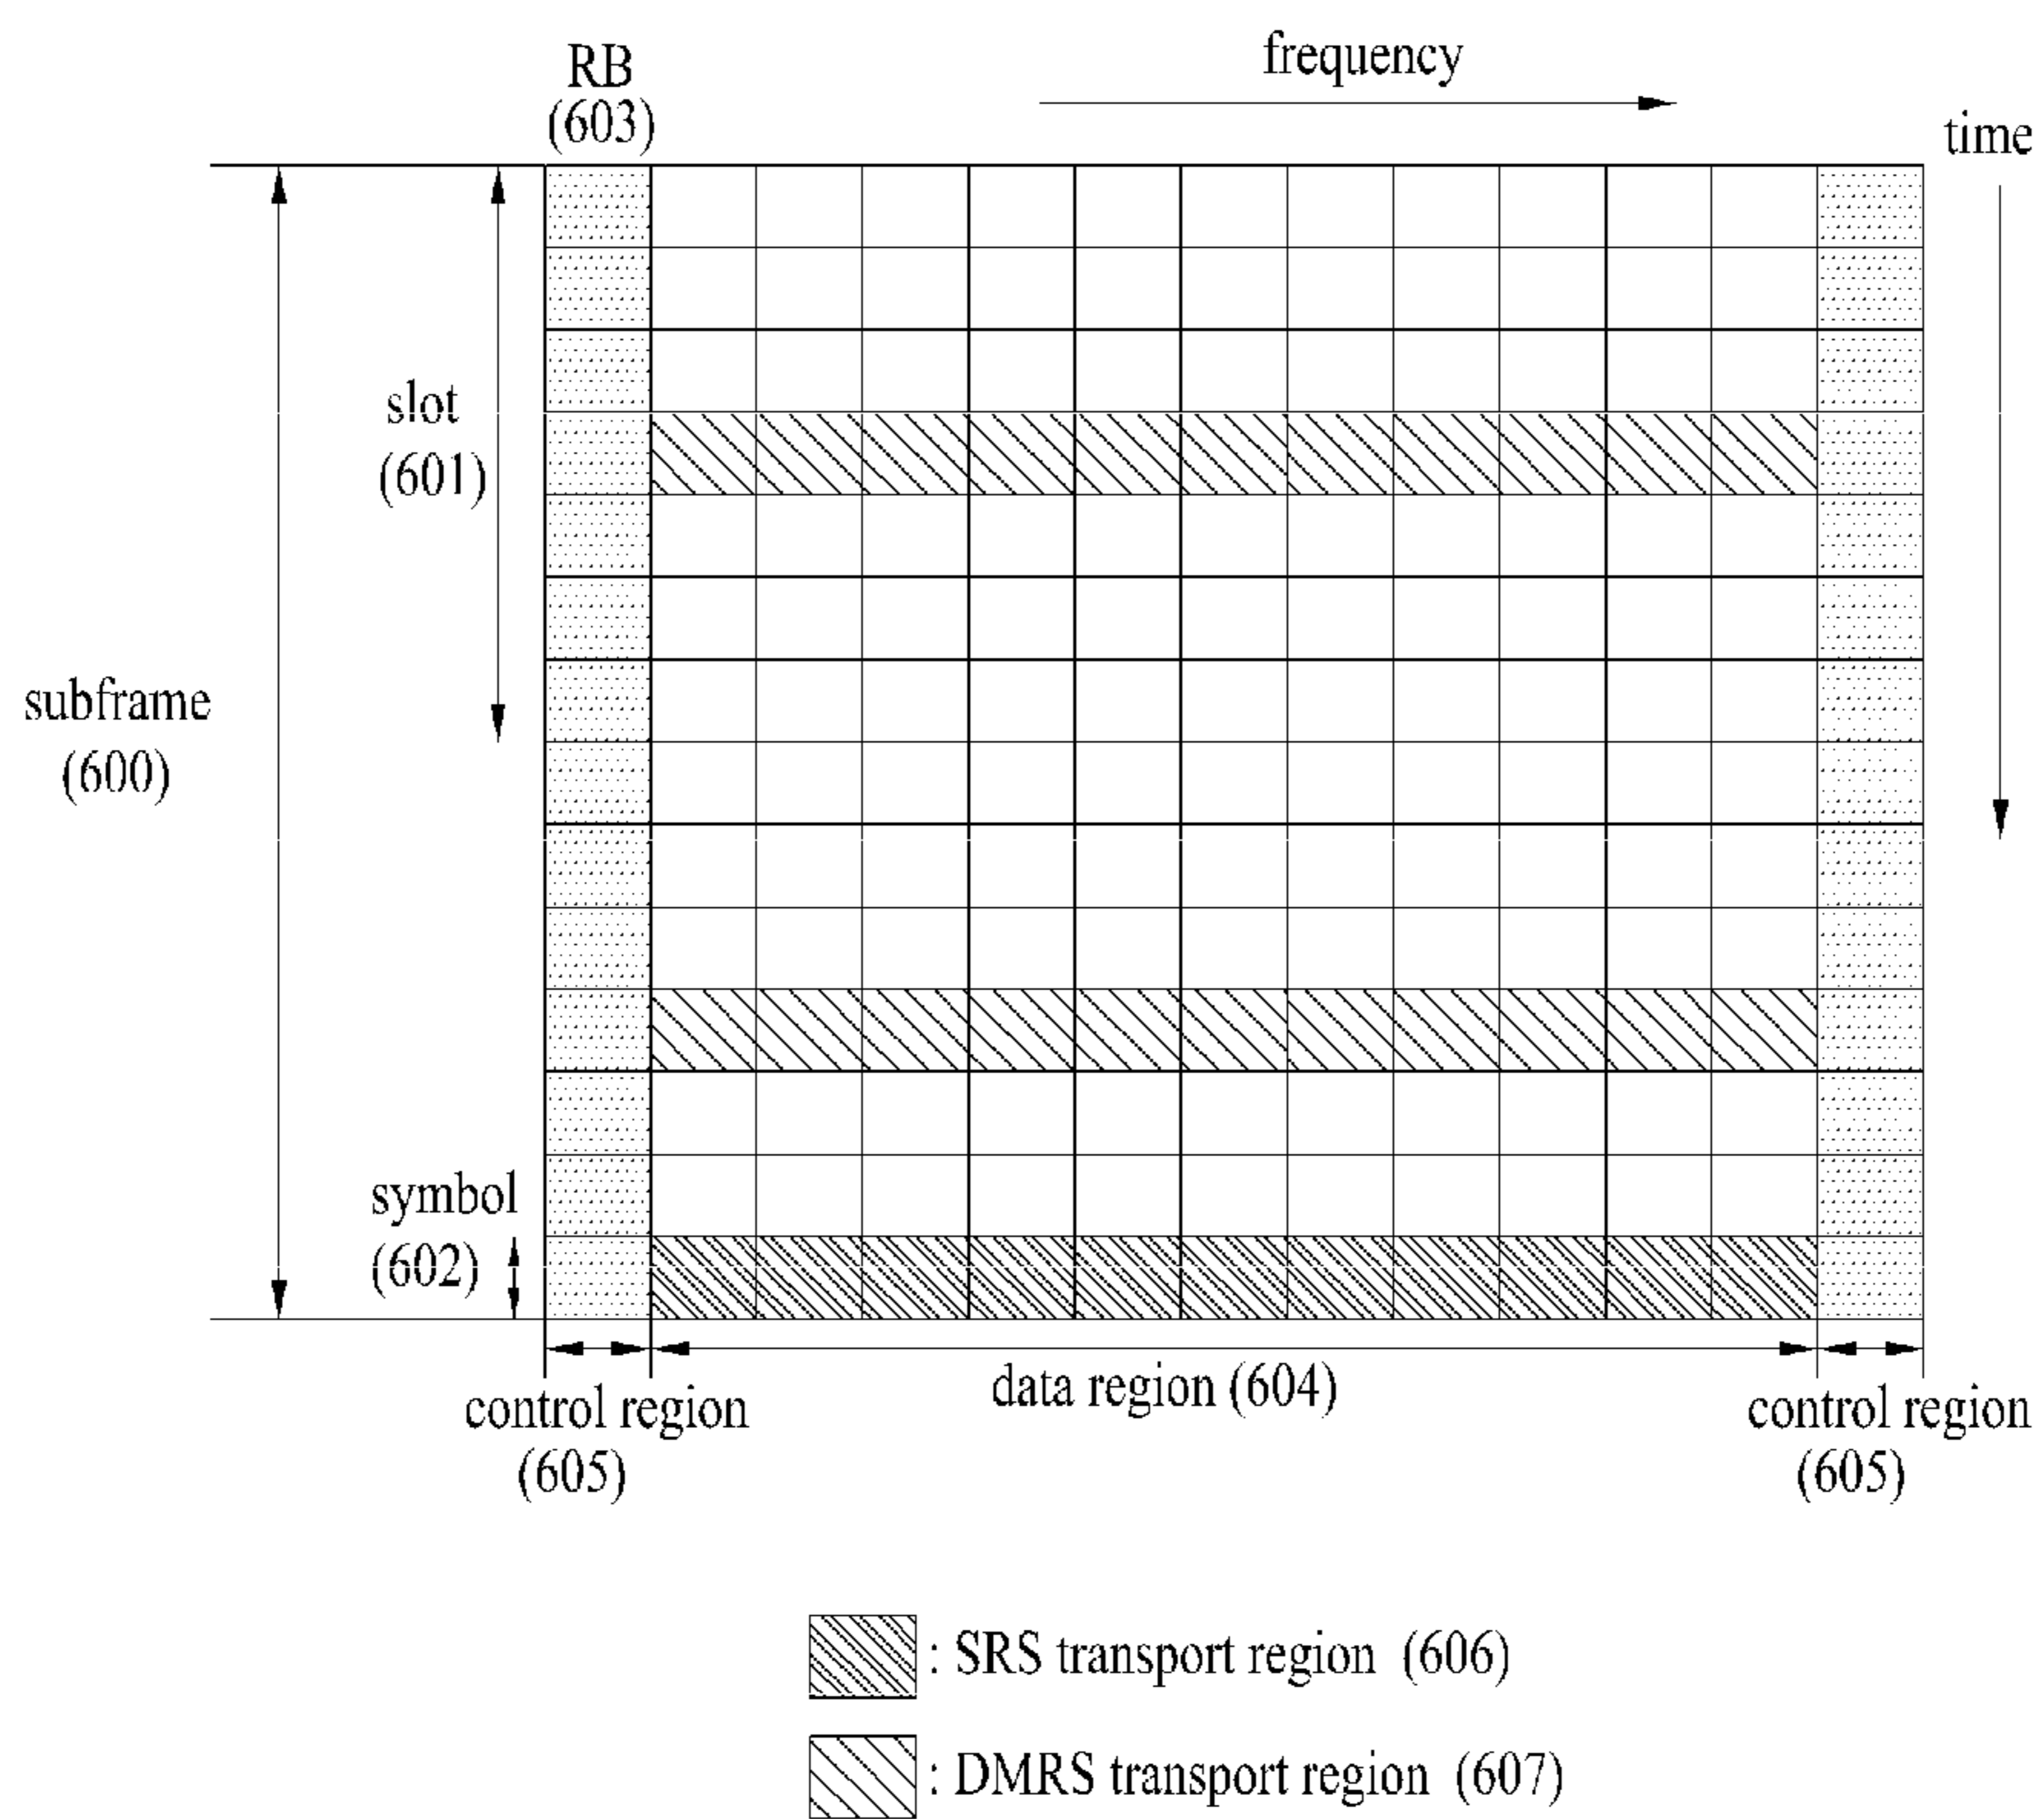 RB
(603)
frequency
time
slot
(601)
subframe
(600)
symbol
(602)
data region (604)
control region
(605)
control region
(605)
: SRS transport region (606)
: DMRS transport region (607)